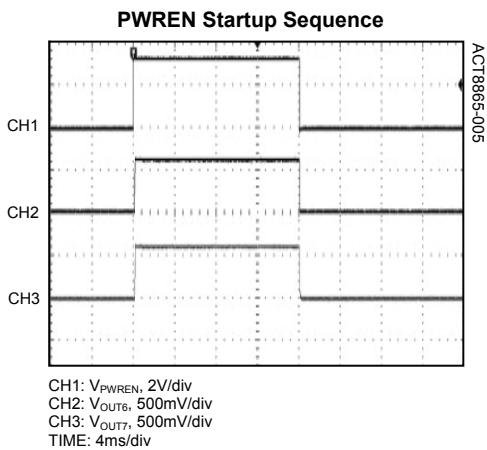 PWREN Startup Sequence
ACT8865-005
CH1
CH2
CH3
CH1: VPWREN, 2V/div
CH2: VOUT6, 500mV/div
CH3: VOUT7, 500mV/div
TIME: 4ms/div